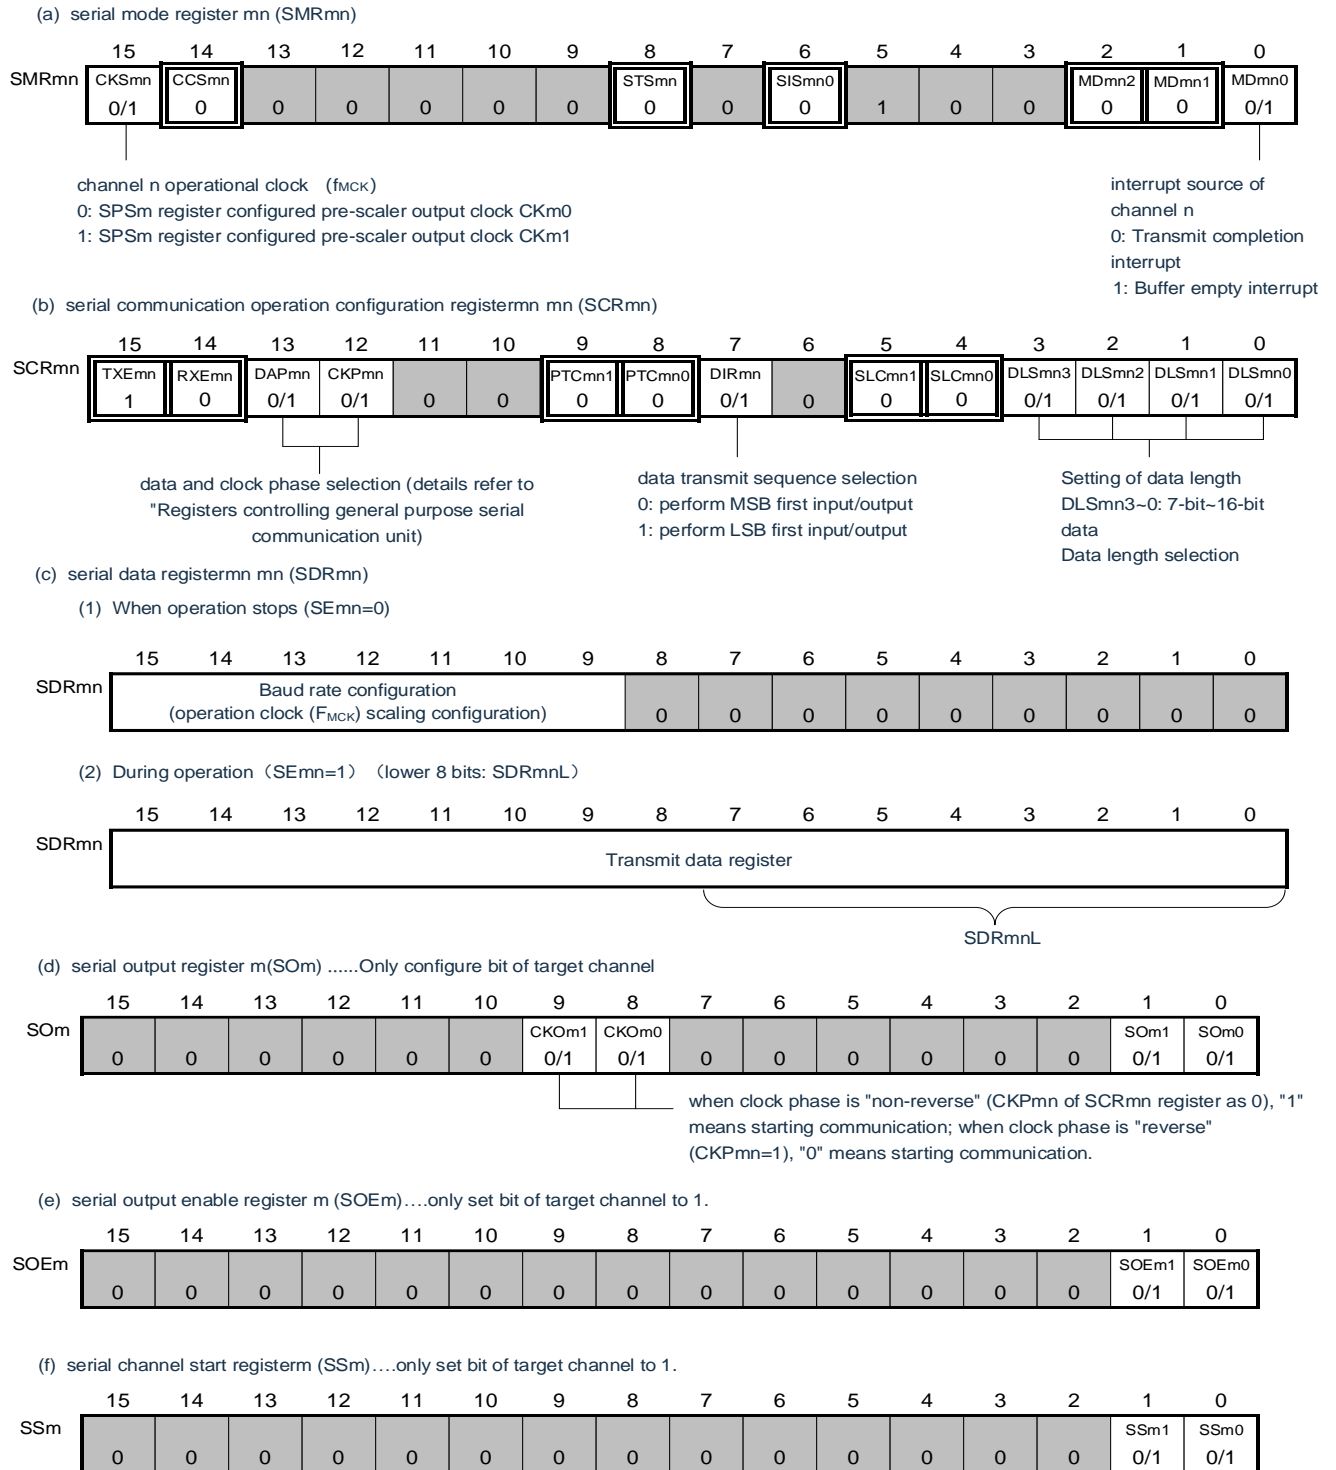 (a) serial mode register mn (SMRmn)
15 14 13 12 11 10 9 8 7 6 5 4 3 2 1 0
SMRmn CKSmn CCSmn STSmn SISmn0 MDmn2 MDmn1 MDmn0
0/1 0 0 0 0 0 0 0 0 0 1 0 0 0 0 0/1
channel n operational clock (fMCK)
0: SPSm register configured pre-scaler output clock CKm0
1: SPSm register configured pre-scaler output clock CKm1
interrupt source of
channel n
0: Transmit completion
interrupt
1: Buffer empty interrupt
(b) serial communication operation configuration registermn mn (SCRmn)
15 14 13 12 11 10 9 8 7 6 5 4 3 2 1 0
SCRmn TXEmn RXEmn DAPmn CKPmn PTCmn1 PTCmn0 DIRmn SLCmn1 SLCmn0 DLSmn3 DLSmn2 DLSmn1 DLSmn0
1 0 0/1 0/1 0 0 0 0 0/1 0 0 0 0/1 0/1 0/1 0/1
data and clock phase selection (details refer to
"Registers controlling general purpose serial
communication unit)
data transmit sequence selection
0: perform MSB first input/output
1: perform LSB first input/output
Setting of data length
DLSmn3~0: 7-bit~16-bit
data
Data length selection
(c) serial data registermn mn (SDRmn)
(1) When operation stops (SEmn=0)
15 14 13 12 11 10 9 8 7 6 5 4 3 2 1 0
SDRmn Baud rate configuration
(operation clock (FMCK) scaling configuration) 0 0 0 0 0 0 0 0 0
(2) During operation（SEmn=1）（lower 8 bits: SDRmnL）
15 14 13 12 11 10 9 8 7 6 5 4 3 2 1 0
SDRmn Transmit data register
SDRmnL
(d) serial output register m(SOm) ......Only configure bit of target channel
15 14 13 12 11 10 9 8 7 6 5 4 3 2 1 0
SOm CKOm1 CKOm0 SOm1 SOm0
0 0 0 0 0 0 0/1 0/1 0 0 0 0 0 0 0/1 0/1
when clock phase is "non-reverse" (CKPmn of SCRmn register as 0), "1"
means starting communication; when clock phase is "reverse"
(CKPmn=1), "0" means starting communication.
(e) serial output enable register m (SOEm)….only set bit of target channel to 1.
15 14 13 12 11 10 9 8 7 6 5 4 3 2 1 0
SOEm SOEm1 SOEm0
0 0 0 0 0 0 0 0 0 0 0 0 0 0 0/1 0/1
(f) serial channel start registerm (SSm)….only set bit of target channel to 1.
15 14 13 12 11 10 9 8 7 6 5 4 3 2 1 0
SSm SSm1 SSm0
0 0 0 0 0 0 0 0 0 0 0 0 0 0 0/1 0/1